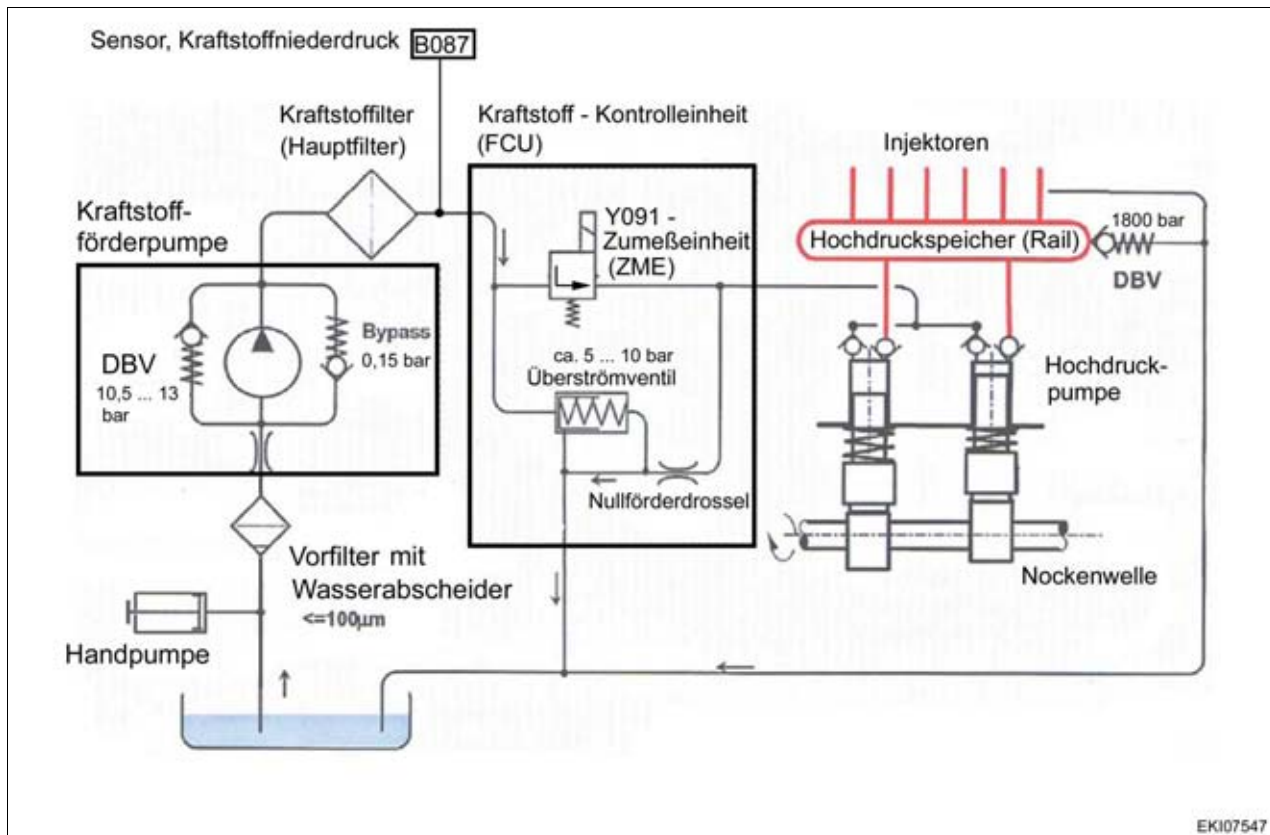 Sensor, Kraftstoffniederdruck B087
Kraftstoffilter
(Hauptfilter)
Kraftstoff - Kontrolleinheit
(FCU)
Injektoren
Kraftstoff-
förderpumpe
Y091 -
Zumeßeinheit
(ZME)
1800 bar
Hochdruckspeicher (Rail)
DBV
Bypass
0,15 bar
DBV
10,5 ... 13
bar
ca. 5 ... 10 bar
Überströmventil
Hochdruck-
pumpe
Nullförderdrossel
Vorfilter mit
Wasserabscheider
<=100µm
Nockenwelle
Handpumpe
EKI07547